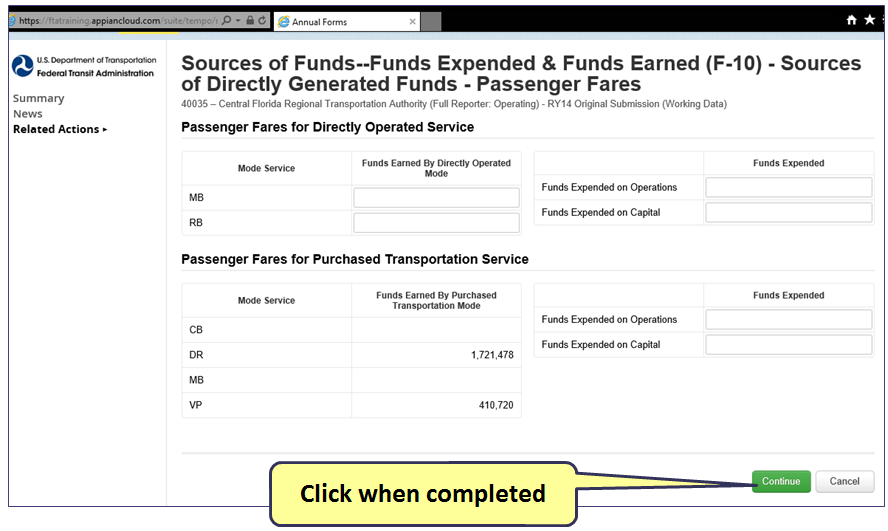 https://ftatraining.appiancloud.com/suite/tempo/
Annual Forms
U.S. Department of Transportation
Federal Transit Administration
Summary
News
Related Actions
Sources of Funds--Funds Expended & Funds Earned (F-10) - Sources
of Directly Generated Funds - Passenger Fares
40035 – Central Florida Regional Transportation Authority (Full Reporter: Operating) - RY14 Original Submission (Working Data)
Passenger Fares for Directly Operated Service
Mode Service
Funds Earned By Directly Operated
Mode
MB
RB
Funds Expended
Funds Expended on Operations
Funds Expended on Capital
Passenger Fares for Purchased Transportation Service
Mode Service
Funds Earned By Purchased
Transportation Mode
CB
DR 1,721,478
MB
VP 410,720
Funds Expended
Funds Expended on Operations
Funds Expended on Capital
Click when completed
Continue
Cancel